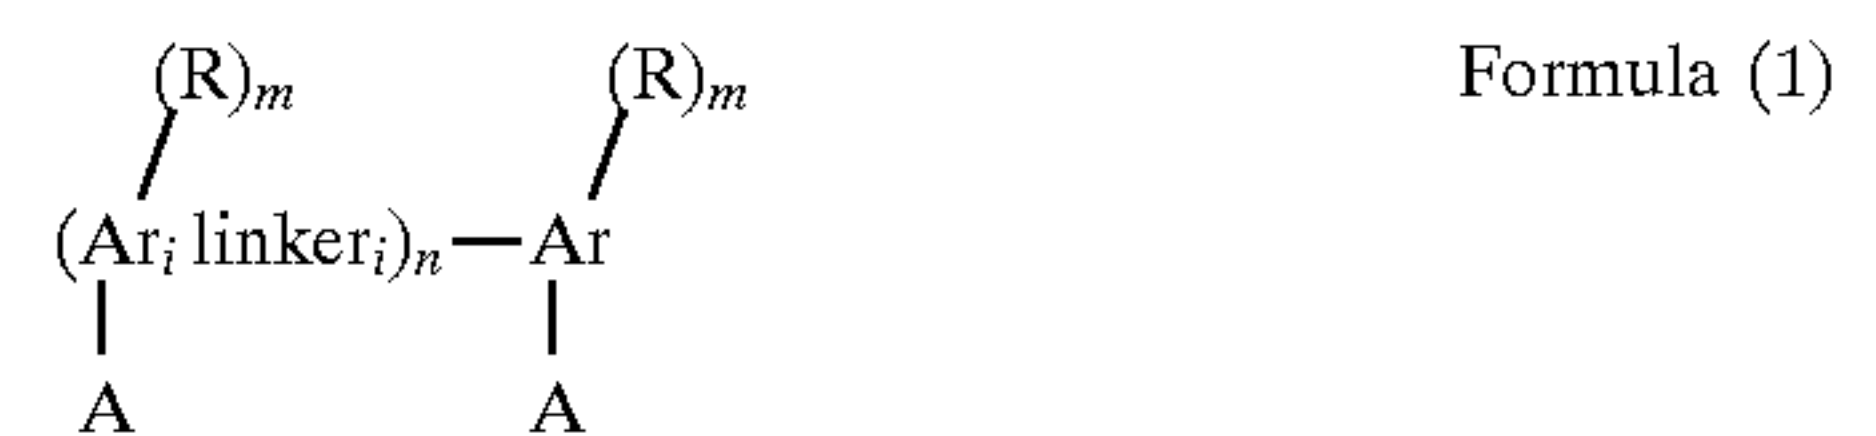 (R)m (R)m Formula (1)
(Ari linkeri)n—Ar
A A